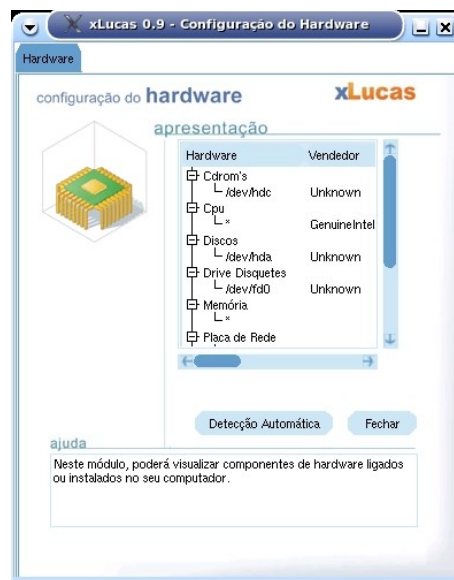 xLucas 0.9 - Configuração do Hardware
Hardware
configuração do hardware
xLucas
apresentação
Hardware Vendedor
Cdrom's
/dev/hdc Unknown
Cpu
* GenuineIntel
Discos
/dev/hda Unknown
Drive Disquetes
/dev/fd0 Unknown
Memória
*
Placa de Rede
Detecção Automática Fechar
ajuda
Neste módulo, poderá visualizar componentes de hardware ligados
ou instalados no seu computador.